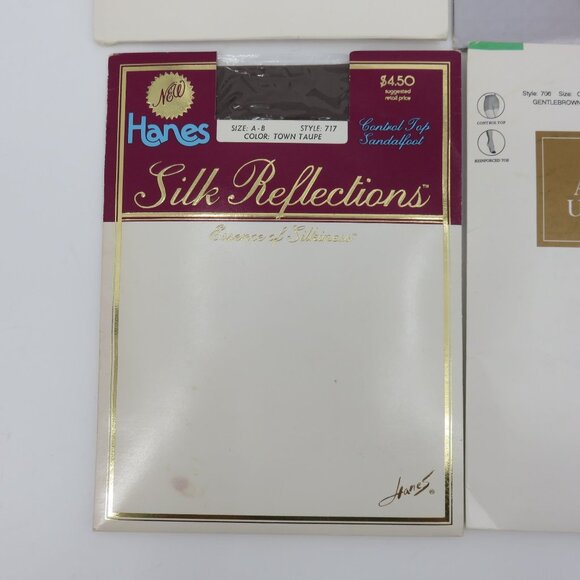 New
Hanes
SIZE: A-B STYLE: 717
COLOR: TOWN TAUPE
$4.50
suggested
retail price
Control Top
Sandalfoot
Silk Reflections™
Essence of Silkiness
Hanes®
Style: 706 Size:
GENTLEBROWN
CONTROL TOP
REINFORCED TOE
A
U